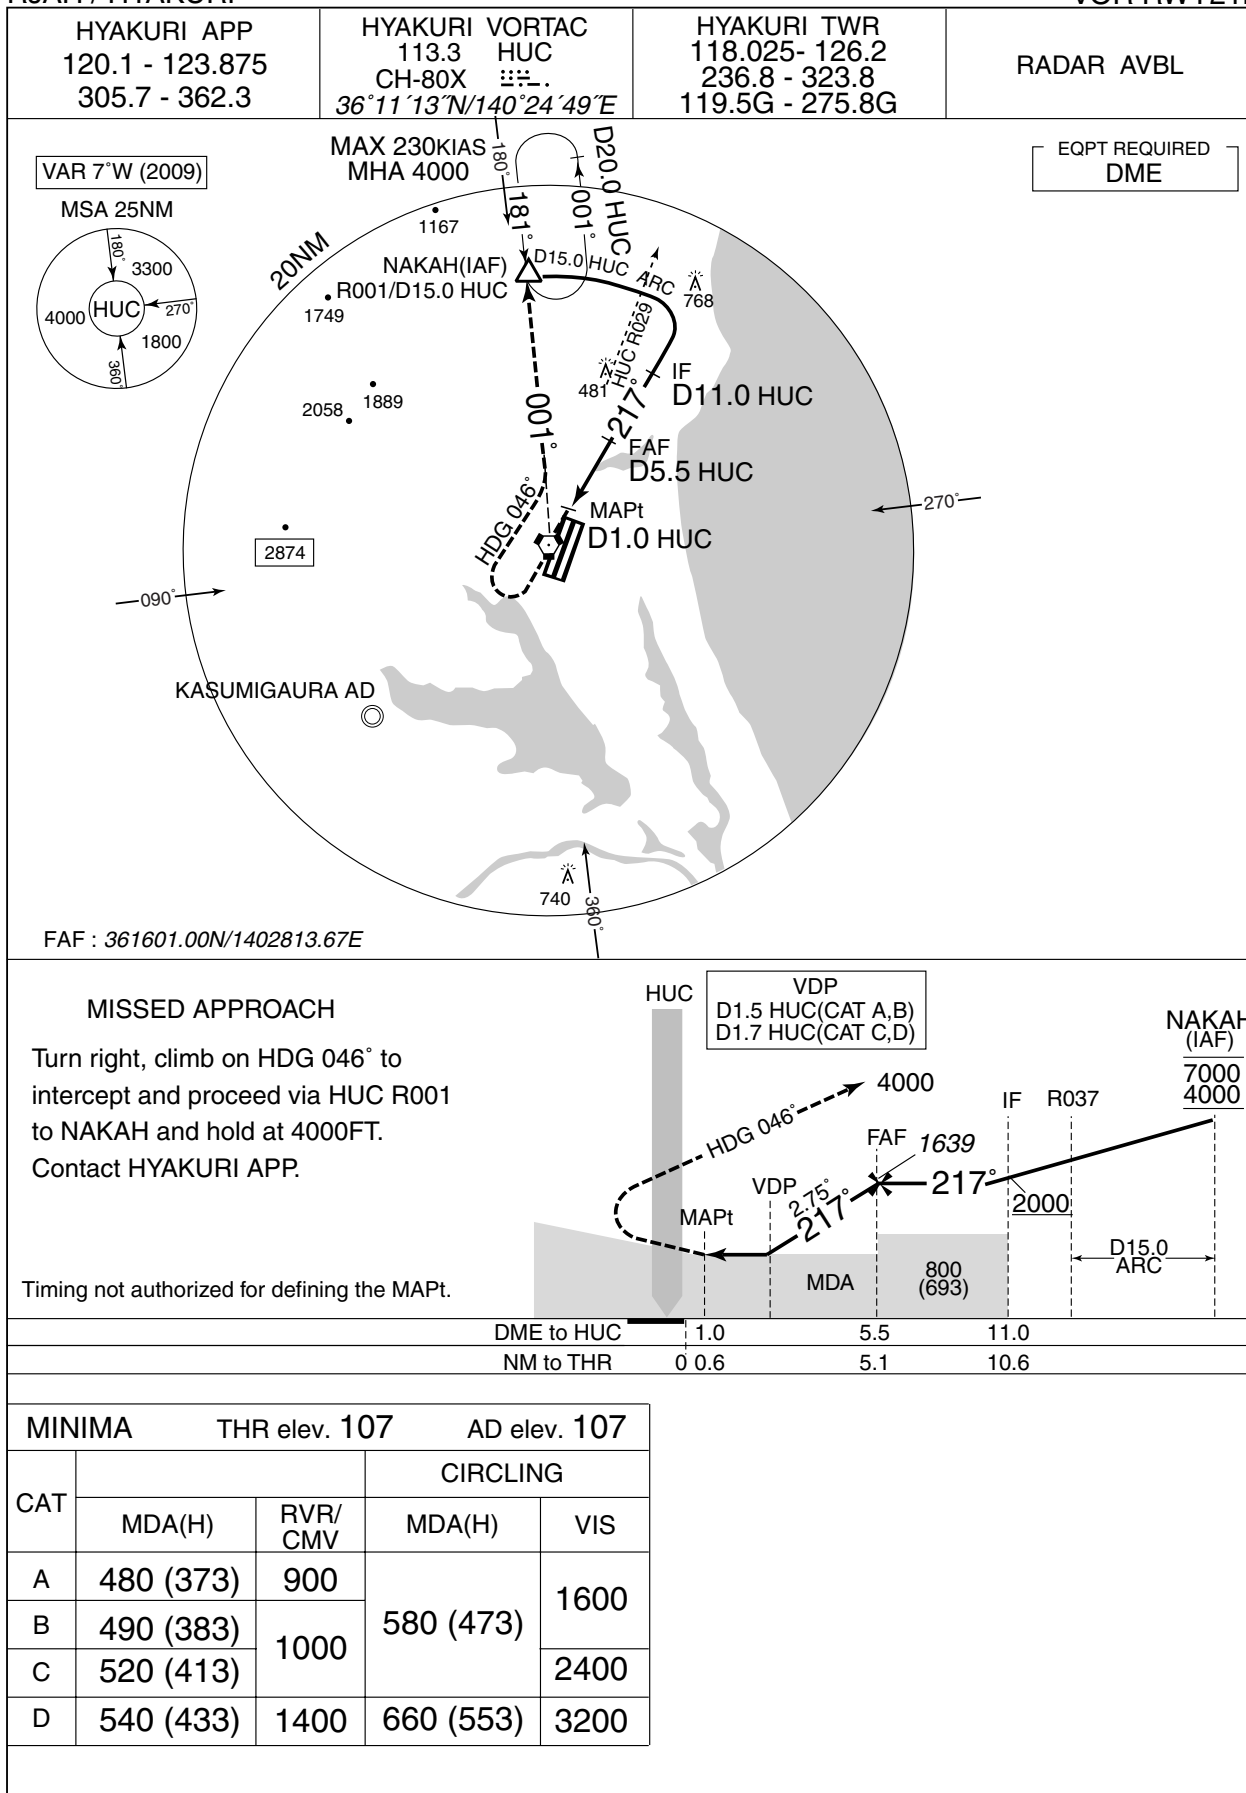 HYAKURI APP
120.1 - 123.875
305.7 - 362.3
HYAKURI VORTAC
113.3 HUC
CH-80X
36°11´13˝N/140°24´49˝E
HYAKURI TWR
118.025- 126.2
236.8 - 323.8
119.5G - 275.8G
RADAR AVBL
VAR 7°W (2009)
MSA 25NM
180°
3300
4000
HUC
270°
1800
360°
MAX 230KIAS
MHA 4000
180°
181°
001°
D20.0 HUC
EQPT REQUIRED
DME
20NM
1167
NAKAH(IAF)
R001/D15.0 HUC
D15.0 HUC ARC
768
1749
HUC R029
481
IF
D11.0 HUC
217°
1889
2058
001°
FAF
D5.5 HUC
HDG 046°
MAPt
D1.0 HUC
270°
2874
090°
KASUMIGAURA AD
740
360°
FAF : 361601.00N/1402813.67E
MISSED APPROACH
Turn right, climb on HDG 046° to
intercept and proceed via HUC R001
to NAKAH and hold at 4000FT.
Contact HYAKURI APP.
Timing not authorized for defining the MAPt.
HUC
VDP
D1.5 HUC(CAT A,B)
D1.7 HUC(CAT C,D)
NAKAH
(IAF)
7000
4000
4000
HDG 046°
IF
R037
FAF
1639
VDP
2.75°
217°
217°
2000
MAPt
D15.0
ARC
MDA
800
(693)
DME to HUC 1.0 5.5 11.0
NM to THR 0 0.6 5.1 10.6
MINIMA THR elev. 107 AD elev. 107
CAT
CIRCLING
MDA(H)
RVR/
CMV
MDA(H)
VIS
A 480 (373) 900
580 (473)
1600
B 490 (383)
1000
C 520 (413)
2400
D 540 (433) 1400 660 (553) 3200